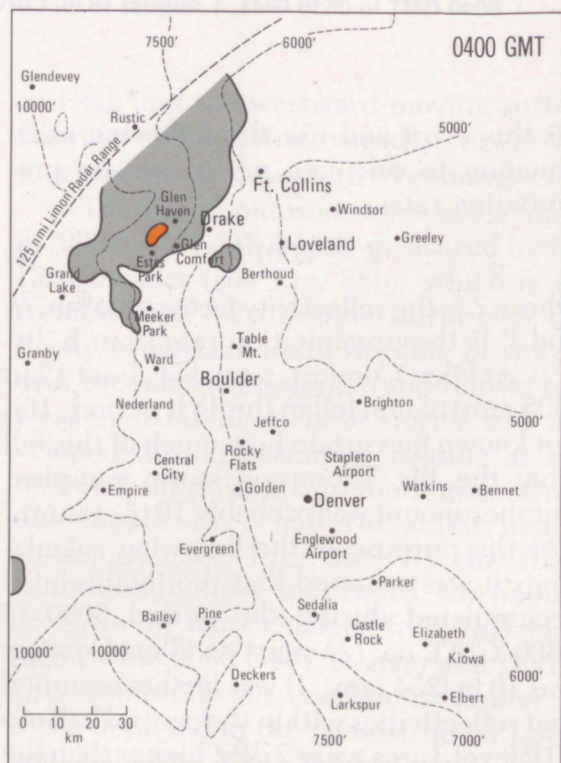 7500'
6000'
0400 GMT
Glendevey
10000'
Rustic
5000'
125 nmi Limon Radar Range
Ft. Collins
Glen
Haven
Drake
Windsor
Greeley
Loveland
Glen
Comfort
Estes
Park
Berthoud
Grand
Lake
Meeker
Park
Table
Mt.
Granby
Ward
Boulder
Nederland
Brighton
5000'
Jeffco
Rocky
Flats
Central
City
Stapleton
Airport
Empire
Golden
Denver
Watkins
Bennet
Englewood
Airport
Evergreen
Parker
Sedalia
Bailey
Pine
Castle
Rock
Elizabeth
Kiowa
10000'
10000'
6000'
Deckers
Larkspur
Elbert
0 10 20 30
km
7500'
7000'